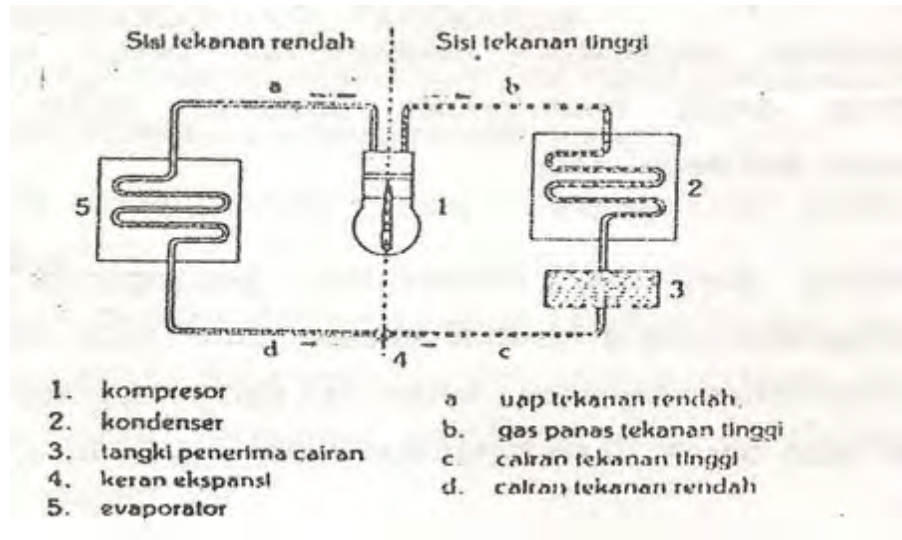 Sisi tekanan rendah
Sisi tekanan tinggi
a
b
5
1
2
3
d
4
c
1. kompresor
2. kondenser
3. tangki penerima cairan
4. keran ekspansi
5. evaporator
a uap tekanan rendah.
b. gas panas tekanan tinggi
c cairan tekanan tinggi
d. cairan tekanan rendah